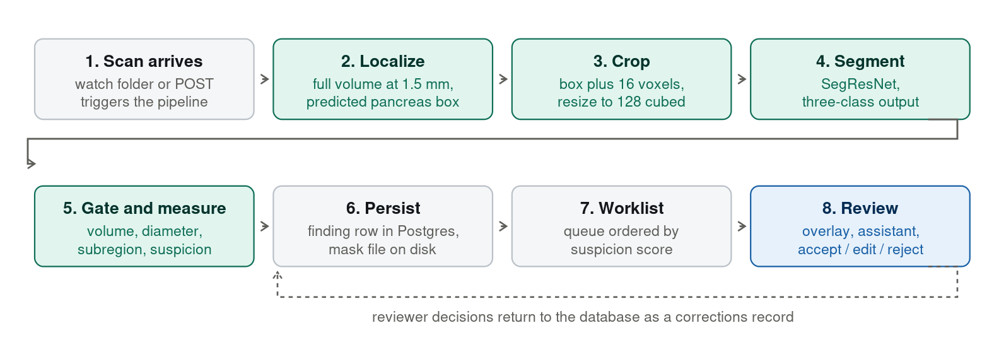 1. Scan arrives
watch folder or POST
triggers the pipeline
2. Localize
full volume at 1.5 mm,
predicted pancreas box
3. Crop
box plus 16 voxels,
resize to 128 cubed
4. Segment
SegResNet,
three-class output
5. Gate and measure
volume, diameter,
subregion, suspicion
6. Persist
finding row in Postgres,
mask file on disk
7. Worklist
queue ordered by
suspicion score
8. Review
overlay, assistant,
accept / edit / reject
reviewer decisions return to the database as a corrections record